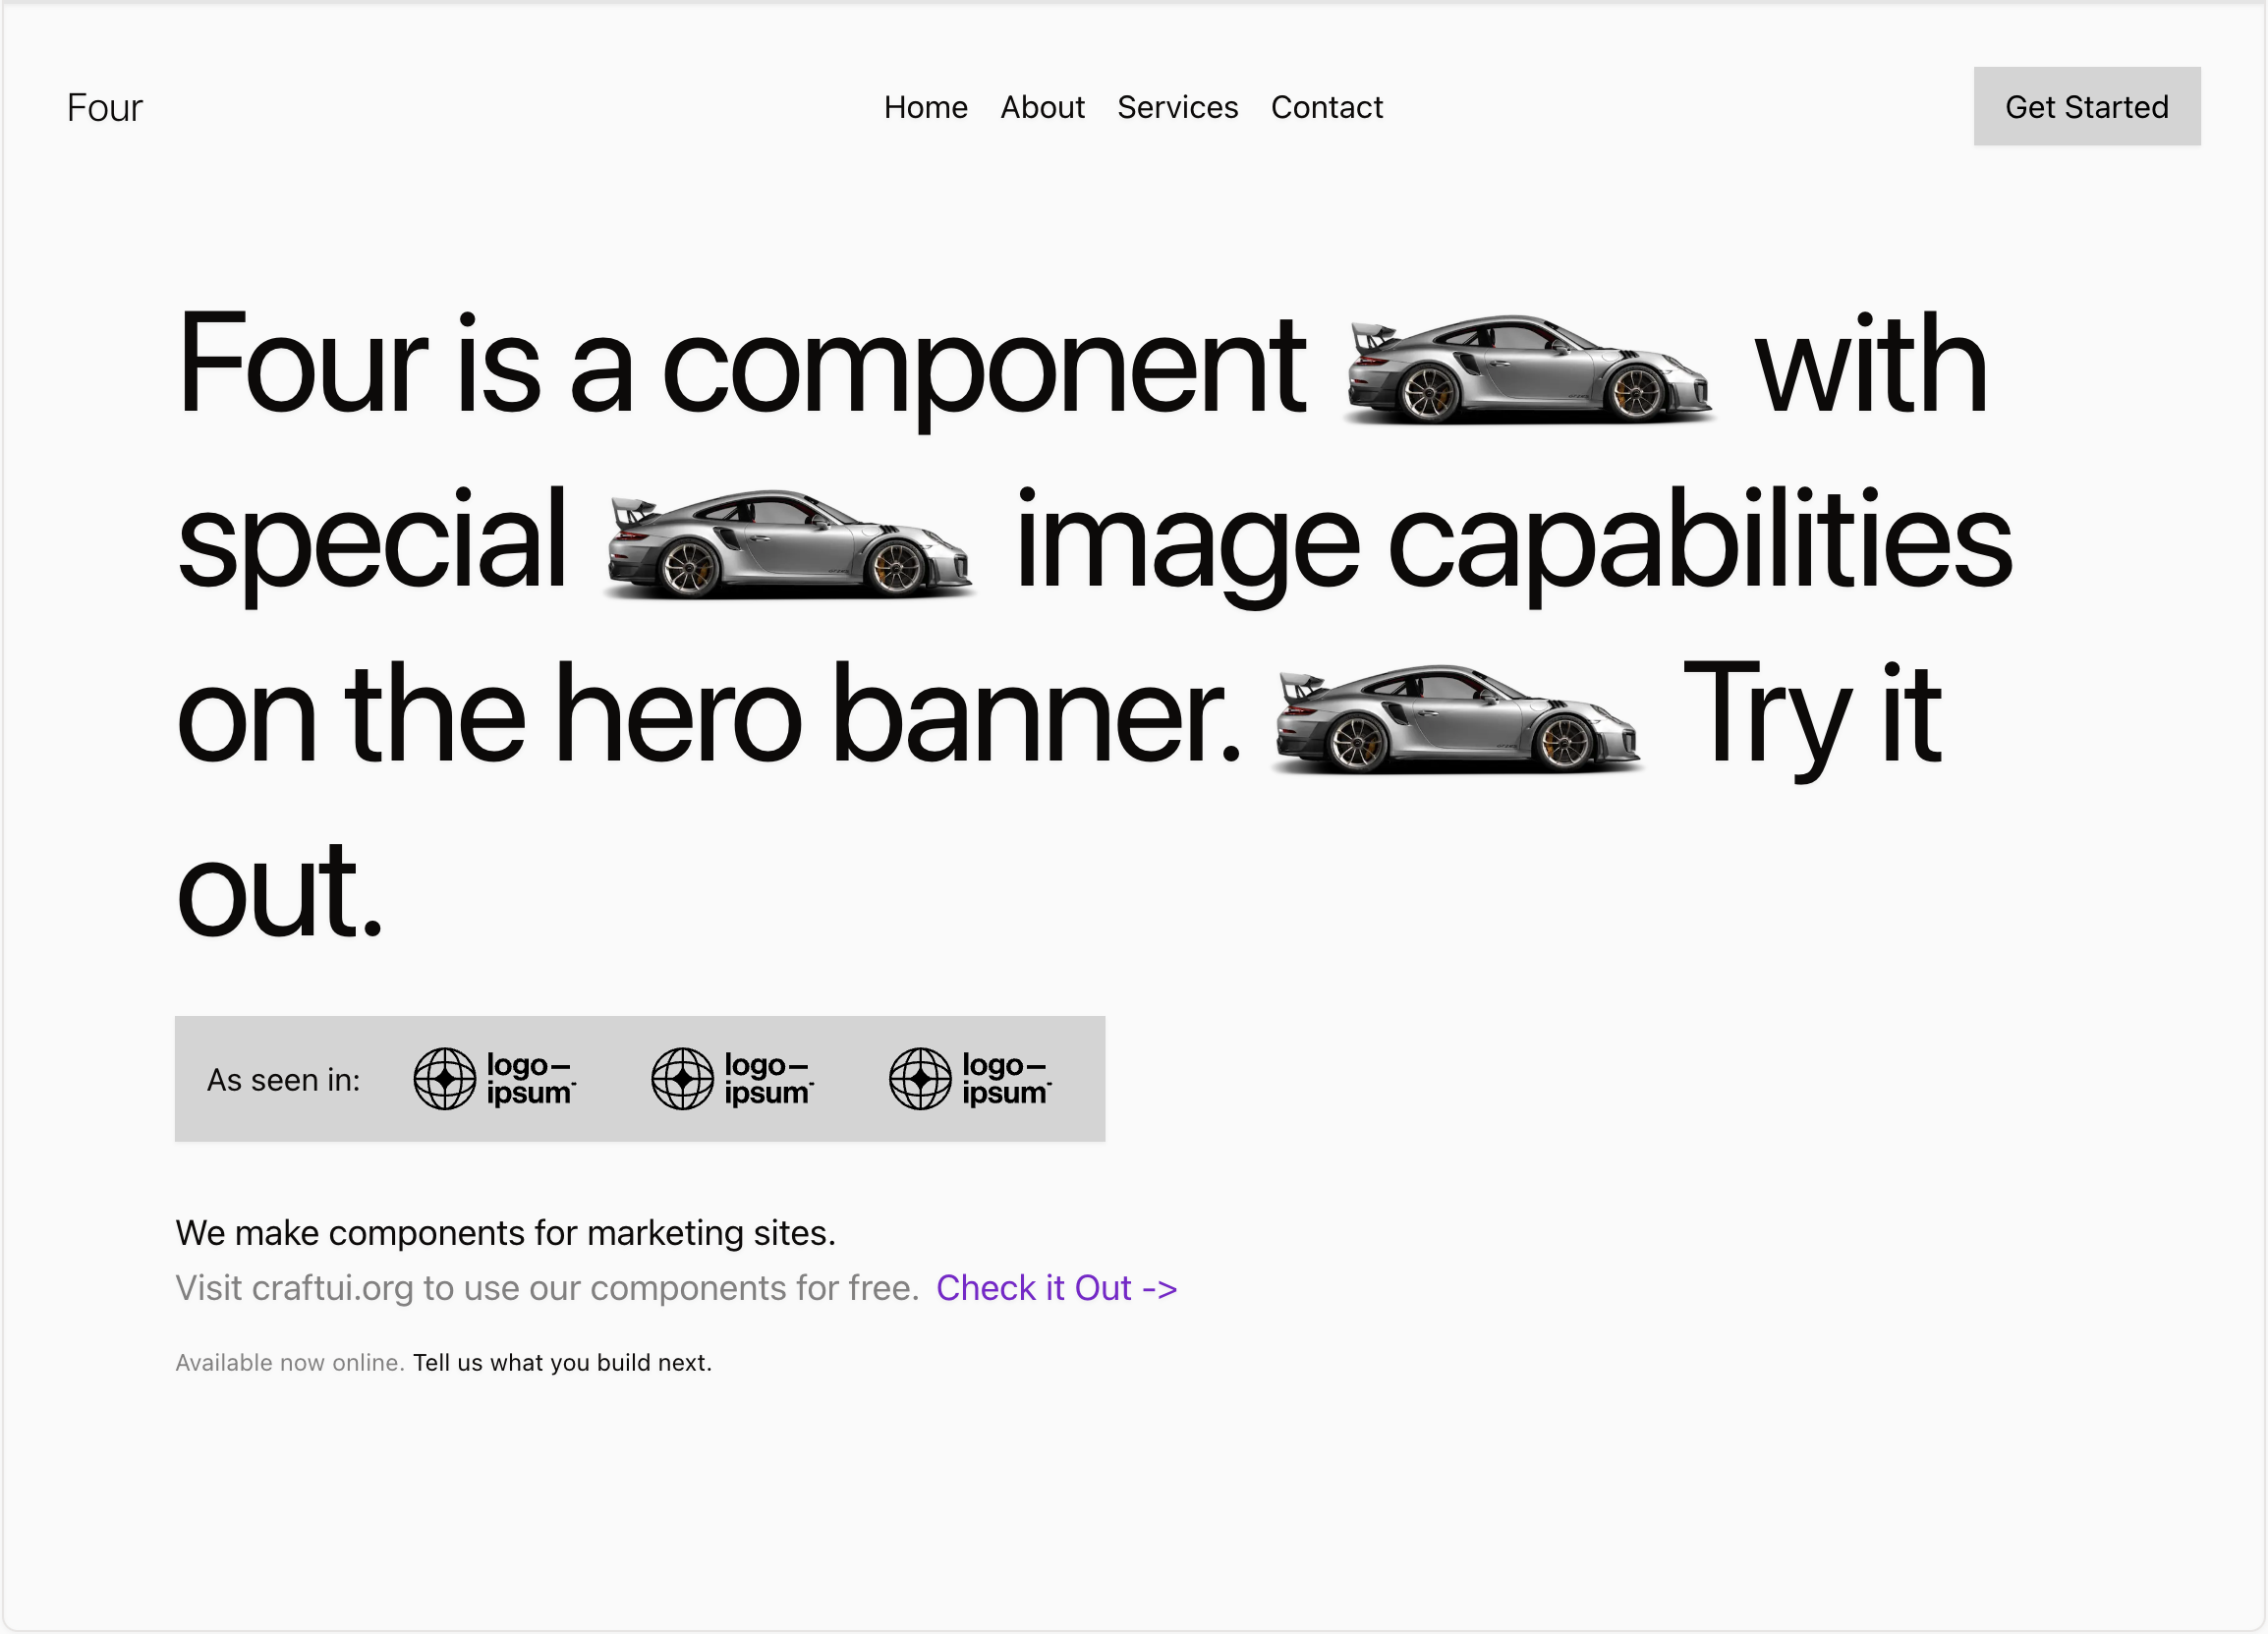 Four
Home About Services Contact
Get Started
Four is a component with
special image capabilities
on the hero banner. Try it
out.
As seen in:
logo—
ipsum
logo—
ipsum
logo—
ipsum
We make components for marketing sites.
Visit craftui.org to use our components for free. Check it Out ->
Available now online. Tell us what you build next.